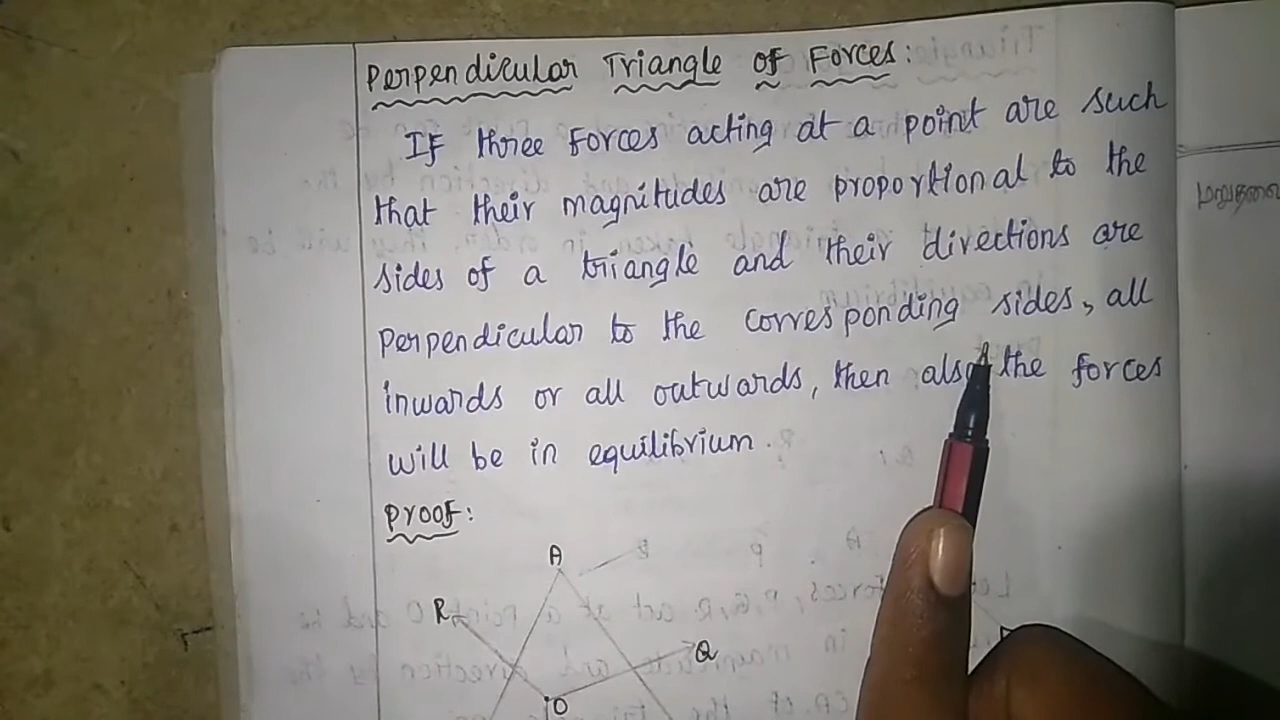 Perpendicular Triangle of Forces:
If three Forces acting at a point are such
that their magnitudes are proportional to the
sides of a triangle and their directions are
perpendicular to the corresponding sides, all
inwards or all outwards, then also the forces
will be in equilibrium.
Proof:
A
R
Q
O